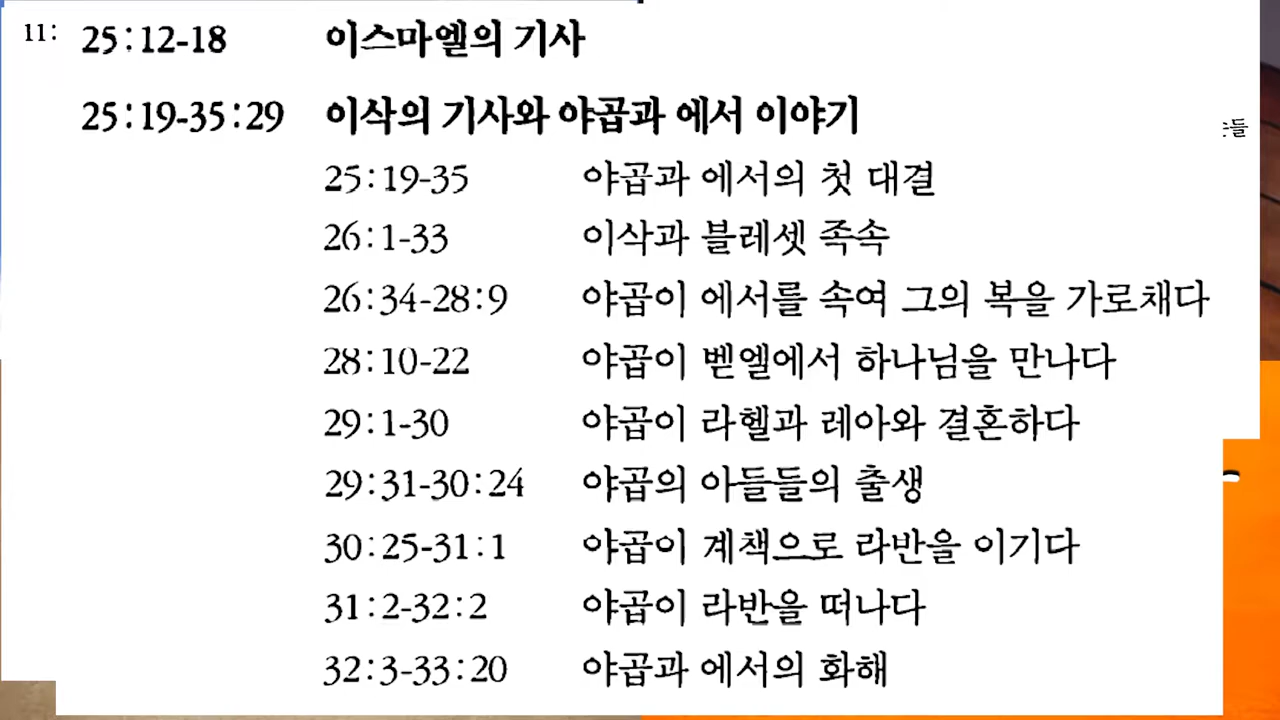 11: 25:12-18 이스마엘의 기사
25:19-35:29 이삭의 기사와 야곱과 에서 이야기
25:19-35 야곱과 에서의 첫 대결
26:1-33 이삭과 블레셋 족속
26:34-28:9 야곱이 에서를 속여 그의 복을 가로채다
28:10-22 야곱이 벧엘에서 하나님을 만나다
29:1-30 야곱이 라헬과 레아와 결혼하다
29:31-30:24 야곱의 아들들의 출생
30:25-31:1 야곱이 계책으로 라반을 이기다
31:2-32:2 야곱이 라반을 떠나다
32:3-33:20 야곱과 에서의 화해